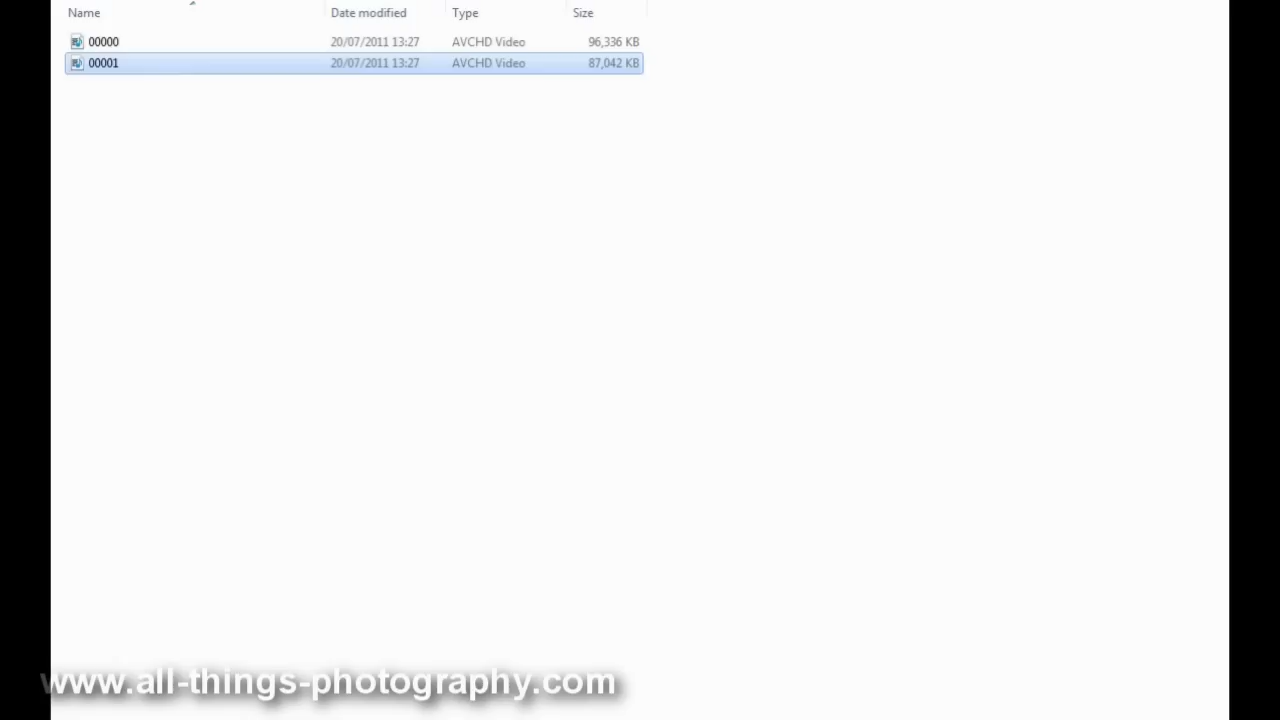 Name Date modified Type Size
00000 20/07/2011 13:27 AVCHD Video 96,336 KB
00001 20/07/2011 13:27 AVCHD Video 87,042 KB
www.all-things-photography.com